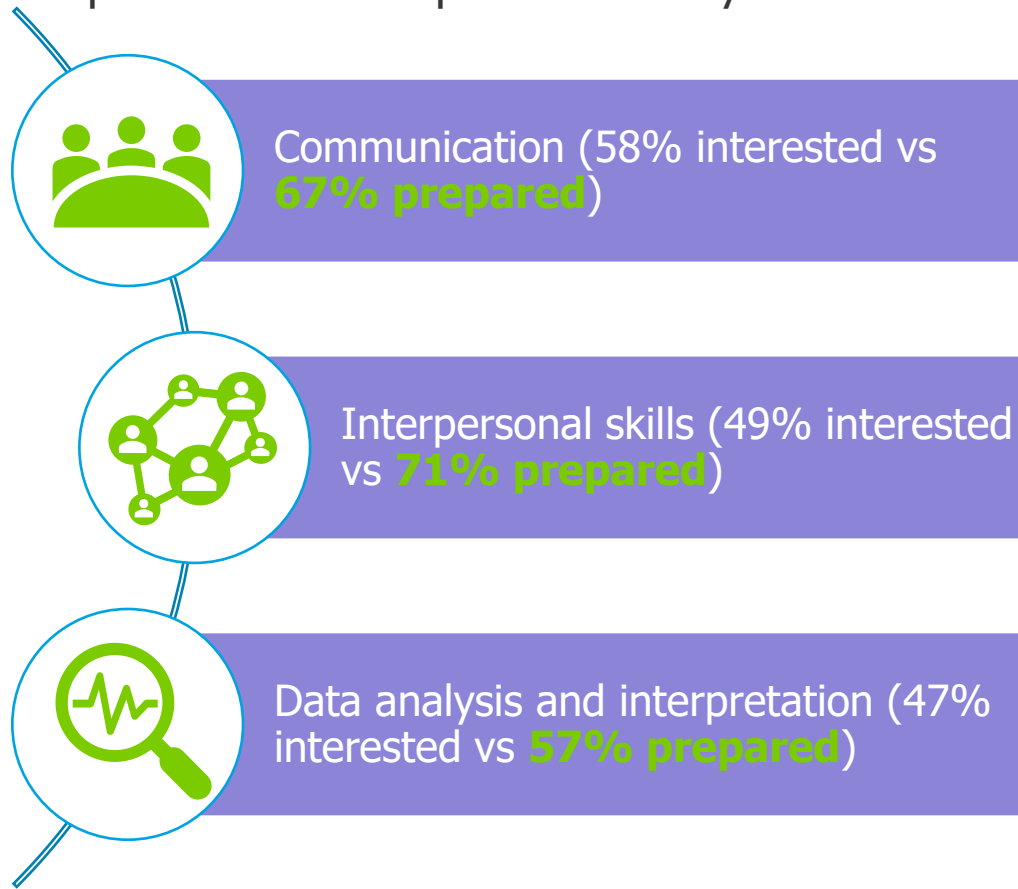 Communication (58% interested vs
67% prepared)
Interpersonal skills (49% interested
vs 71% prepared)
Data analysis and interpretation (47%
interested vs 57% prepared)